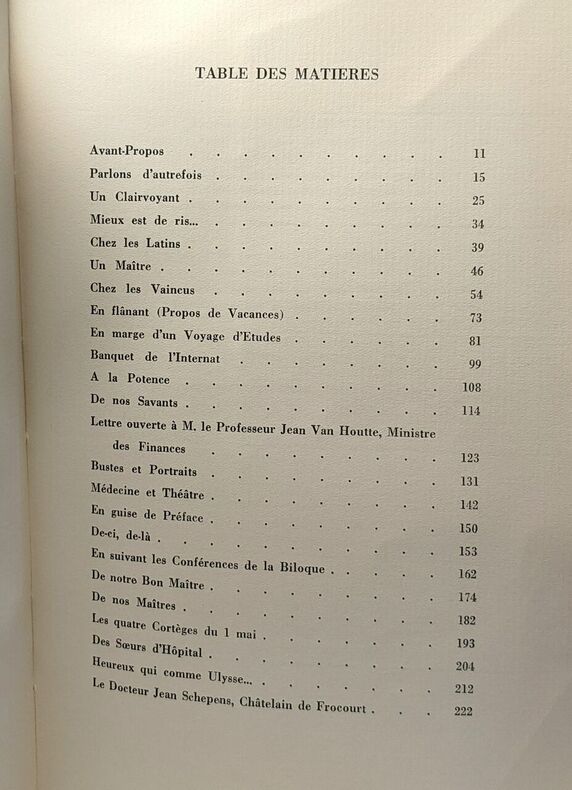 TABLE DES MATIERES
Avant-Propos . . . . . . . . . . 11
Parlons d'autrefois . . . . . . . . . 15
Un Clairvoyant . . . . . . . . . . 25
Mieux est de ris... . . . . . . . . . 34
Chez les Latins . . . . . . . . . . 39
Un Maître . . . . . . . . . . . 46
Chez les Vaincus . . . . . . . . . 54
En flânant (Propos de Vacances) . . . . . . 73
En marge d'un Voyage d'Etudes . . . . . . 81
Banquet de l'Internat . . . . . . . . 99
A la Potence . . . . . . . . . . 108
De nos Savants . . . . . . . . . . 114
Lettre ouverte à M. le Professeur Jean Van Houtte, Ministre
des Finances . . . . . . . . . 123
Bustes et Portraits . . . . . . . . . 131
Médecine et Théâtre . . . . . . . . . 142
En guise de Préface . . . . . . . . . 150
De-ci, de-là . . . . . . . . . . . 153
En suivant les Conférences de la Biloque . . . . 162
De notre Bon Maître . . . . . . . . . 174
De nos Maîtres . . . . . . . . . . 182
Les quatre Cortèges du 1 mai . . . . . . . 193
Des Sœurs d'Hôpital . . . . . . . . . 204
Heureux qui comme Ulysse... . . . . . . . 212
Le Docteur Jean Schepens, Châtelain de Frocourt . . . 222